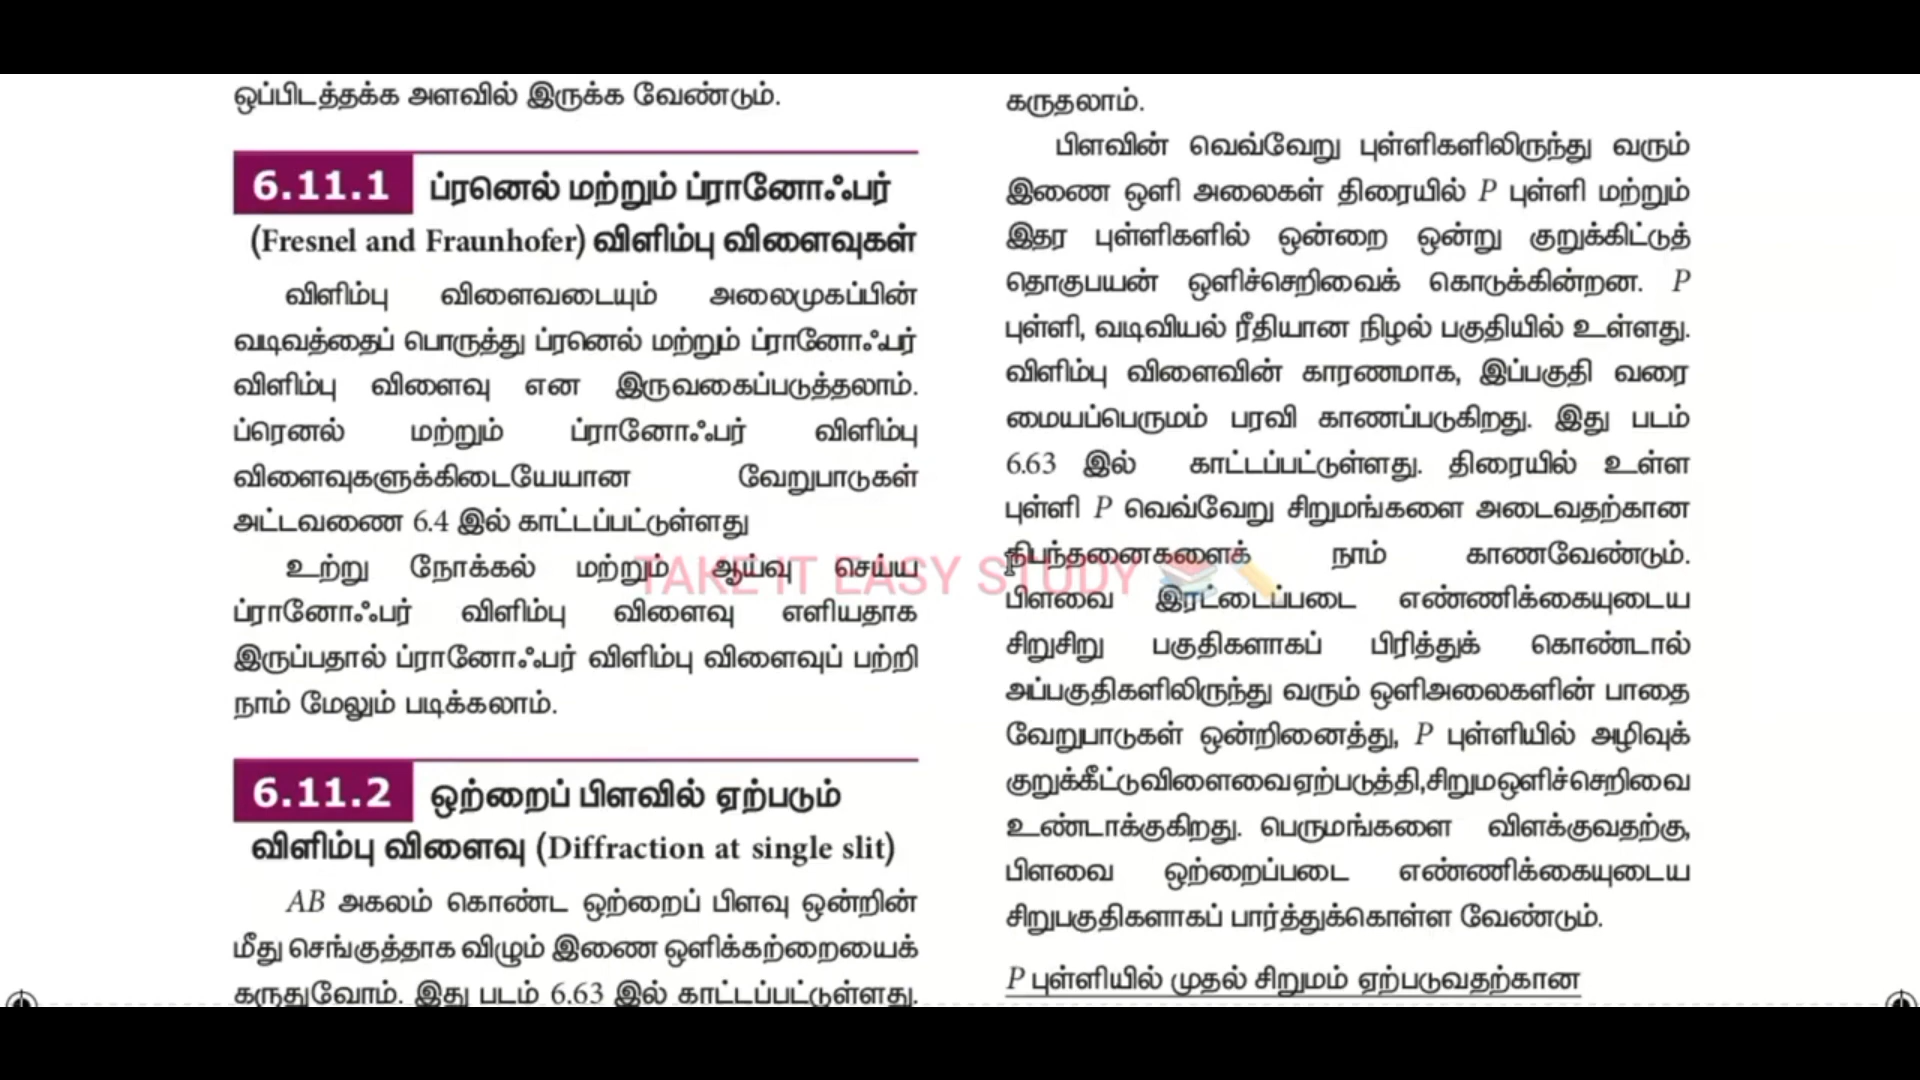 ஒப்பிடத்தக்க அளவில் இருக்க வேண்டும்.
6.11.1 ப்ரனெல் மற்றும் ப்ரானோஃபர்
(Fresnel and Fraunhofer) விளிம்பு விளைவுகள்
விளிம்பு விளைவடையும் அலைமுகப்பின்
வடிவத்தைப் பொருத்து ப்ரனெல் மற்றும் ப்ரானோஃபர்
விளிம்பு விளைவு என இருவகைப்படுத்தலாம்.
ப்ரெனல் மற்றும் ப்ரானோஃபர் விளிம்பு
விளைவுகளுக்கிடையேயான வேறுபாடுகள்
அட்டவணை 6.4 இல் காட்டப்பட்டுள்ளது
உற்று நோக்கல் மற்றும் ஆய்வு செய்ய
ப்ரானோஃபர் விளிம்பு விளைவு எளியதாக
இருப்பதால் ப்ரானோஃபர் விளிம்பு விளைவுப் பற்றி
நாம் மேலும் படிக்கலாம்.
6.11.2 ஒற்றைப் பிளவில் ஏற்படும்
விளிம்பு விளைவு (Diffraction at single slit)
AB அகலம் கொண்ட ஒற்றைப் பிளவு ஒன்றின்
மீது செங்குத்தாக விழும் இணை ஒளிக்கற்றையைக்
கருதுவோம். இது படம் 6.63 இல் காட்டப்பட்டுள்ளது.
கருதலாம்.
பிளவின் வெவ்வேறு புள்ளிகளிலிருந்து வரும்
இணை ஒளி அலைகள் திரையில் P புள்ளி மற்றும்
இதர புள்ளிகளில் ஒன்றை ஒன்று குறுக்கிட்டுத்
தொகுபயன் ஒளிச்செறிவைக் கொடுக்கின்றன. P
புள்ளி, வடிவியல் ரீதியான நிழல் பகுதியில் உள்ளது.
விளிம்பு விளைவின் காரணமாக, இப்பகுதி வரை
மையப்பெருமம் பரவி காணப்படுகிறது. இது படம்
6.63 இல் காட்டப்பட்டுள்ளது. திரையில் உள்ள
புள்ளி P வெவ்வேறு சிறுமங்களை அடைவதற்கான
நிபந்தனைகளைக் நாம் காணவேண்டும்.
பிளவை இரட்டைப்படை எண்ணிக்கையுடைய
சிறுசிறு பகுதிகளாகப் பிரித்துக் கொண்டால்
அப்பகுதிகளிலிருந்து வரும் ஒளிஅலைகளின் பாதை
வேறுபாடுகள் ஒன்றினைத்து, P புள்ளியில் அழிவுக்
குறுக்கீட்டுவிளைவைஏற்படுத்தி,சிறுமஒளிச்செறிவை
உண்டாக்குகிறது. பெருமங்களை விளக்குவதற்கு,
பிளவை ஒற்றைப்படை எண்ணிக்கையுடைய
சிறுபகுதிகளாகப் பார்த்துக்கொள்ள வேண்டும்.
P புள்ளியில் முதல் சிறுமம் ஏற்படுவதற்கான
TAKE IT EASY STUDY 📚✏️